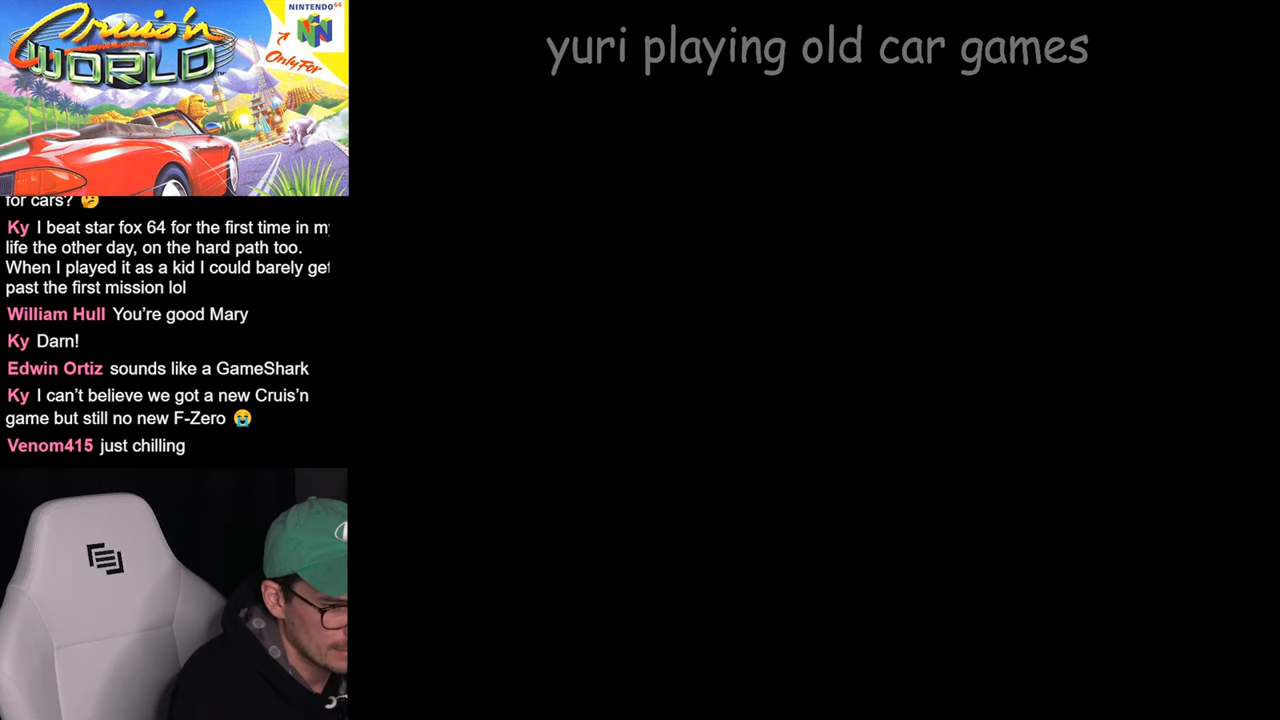 Cruis'n
WORLD
NINTENDO 64
Only For
yuri playing old car games
for cars? 🤔
Ky I beat star fox 64 for the first time in my
life the other day, on the hard path too.
When I played it as a kid I could barely get
past the first mission lol
William Hull You’re good Mary
Ky Darn!
Edwin Ortiz sounds like a GameShark
Ky I can’t believe we got a new Cruis’n
game but still no new F-Zero 😭
Venom415 just chilling